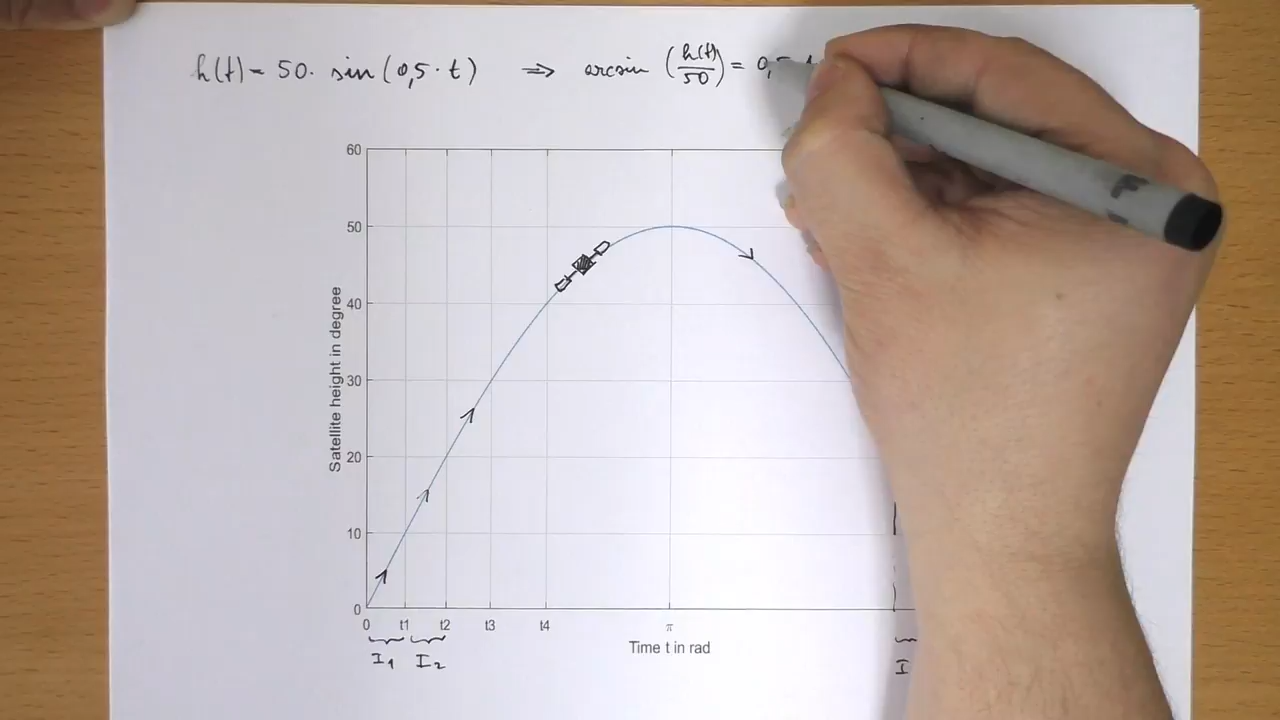 h(t) = 50 · sin(0,5 · t) ⇒ arcsin (h(t)/50) = 0,5
60
50
40
30
20
10
0
Satellite height in degree
0 t1 t2 t3 t4 π
Time t in rad
I1 I2 I